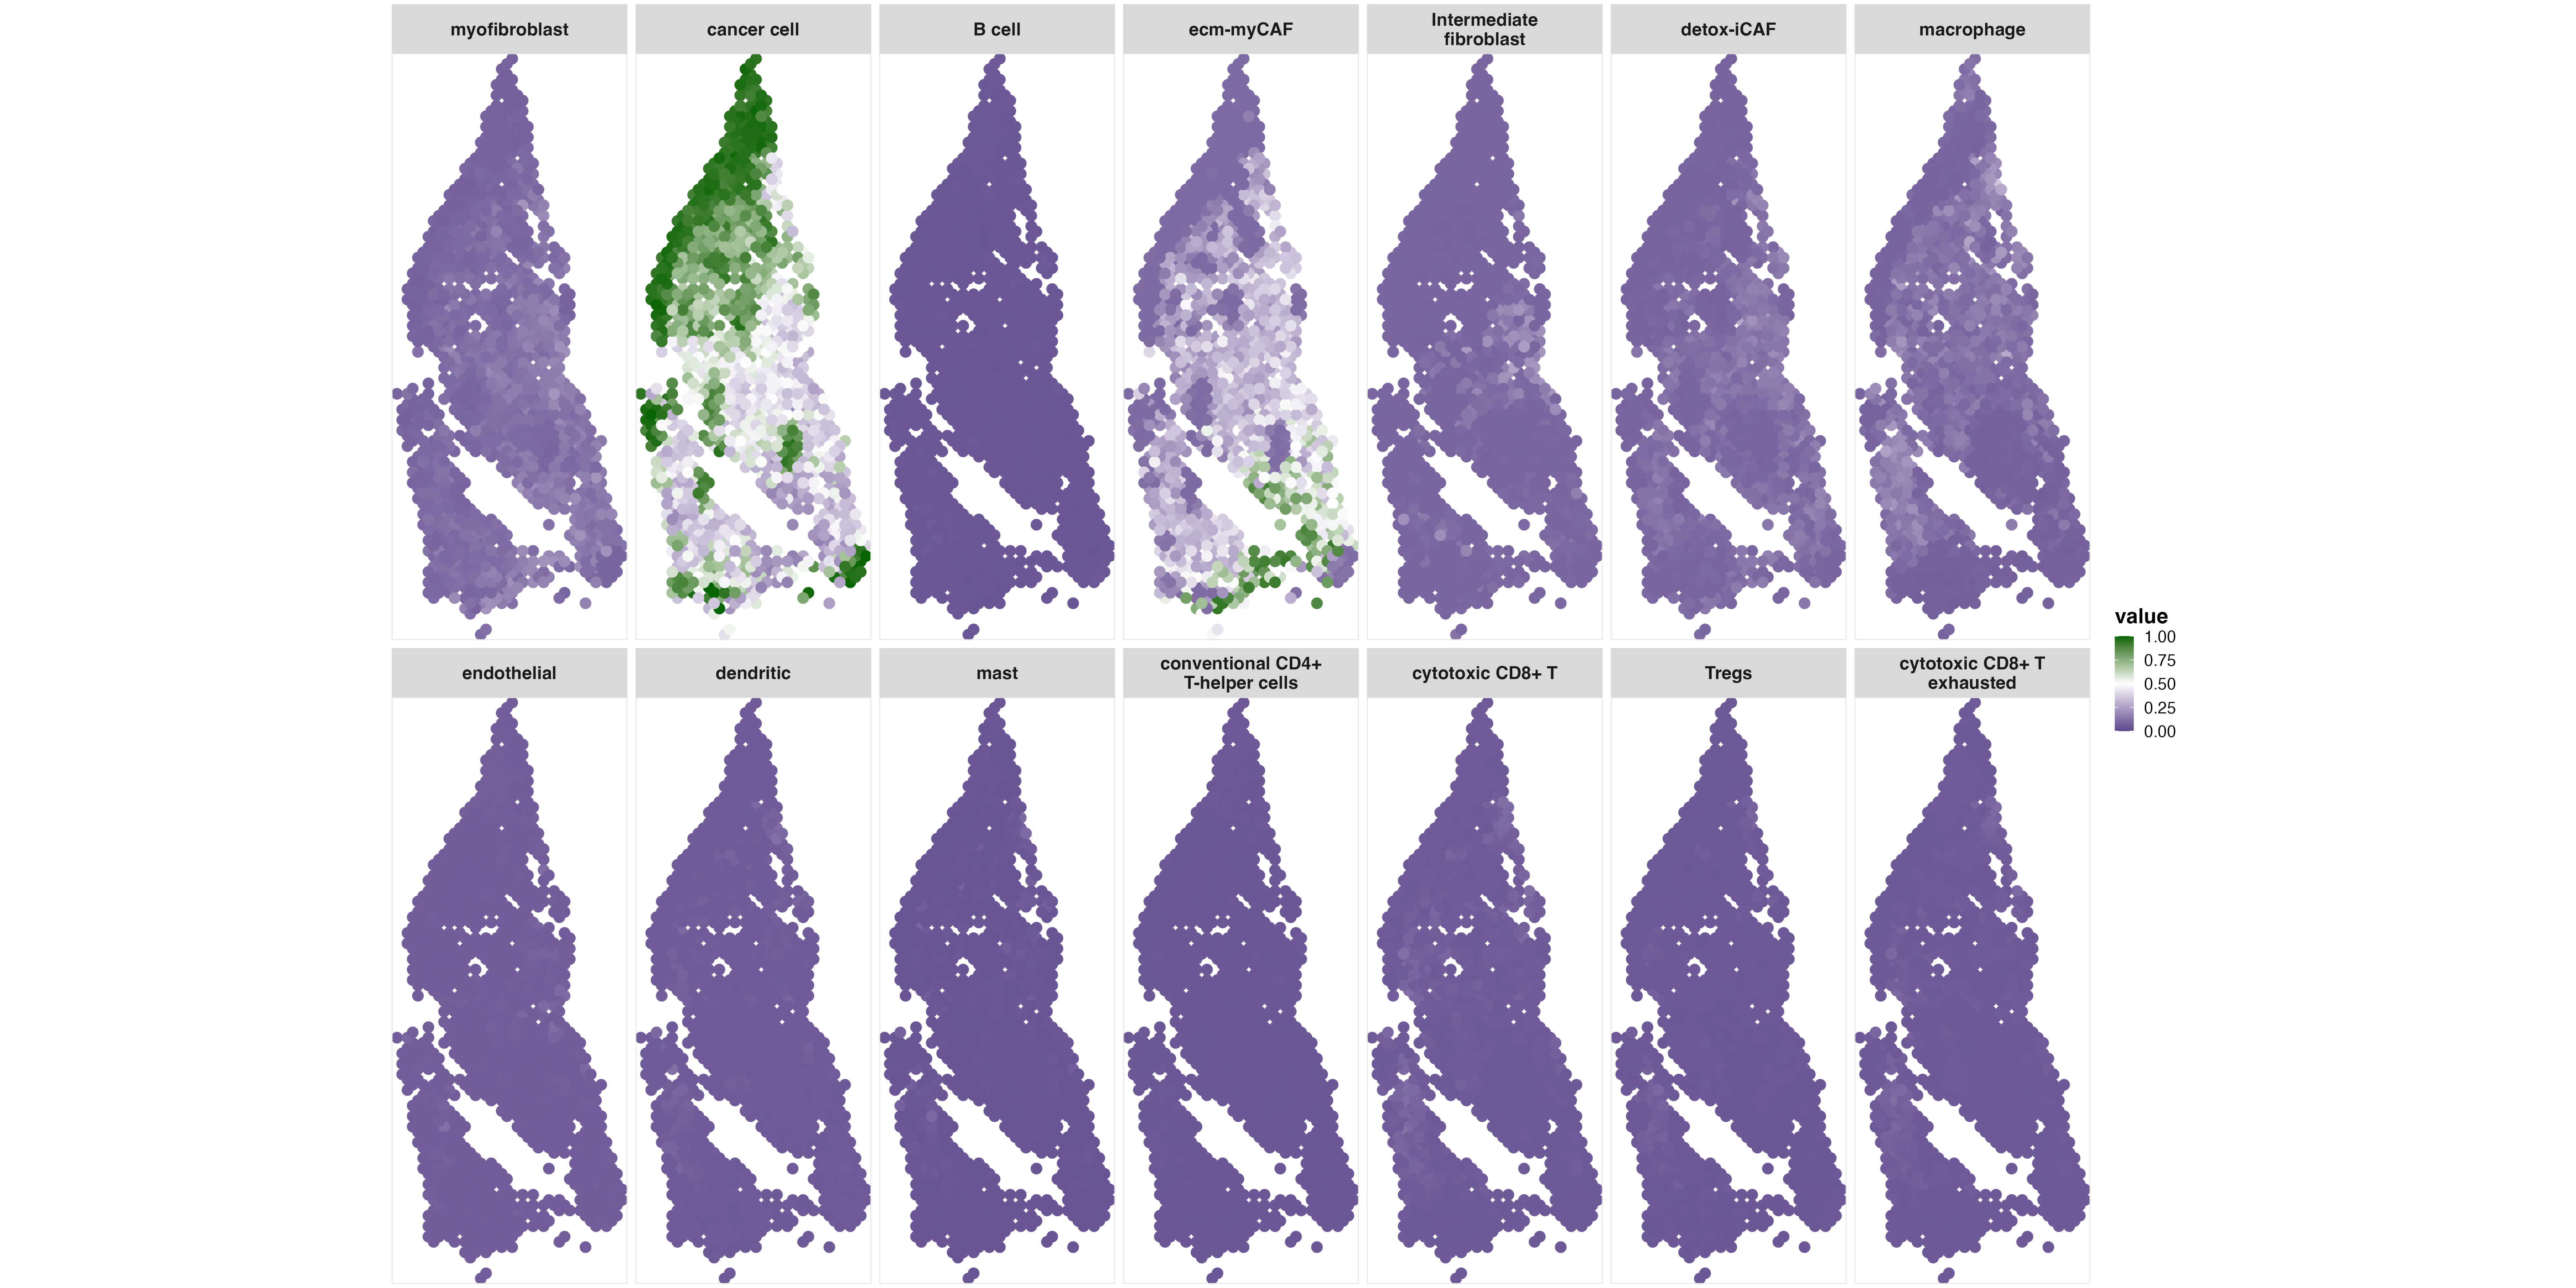 myofibroblast
cancer cell
B cell
ecm-myCAF
Intermediate
fibroblast
detox-iCAF
macrophage
endothelial
dendritic
mast
conventional CD4+
T-helper cells
cytotoxic CD8+ T
Tregs
cytotoxic CD8+ T
exhausted
value
1.00
0.75
0.50
0.25
0.00